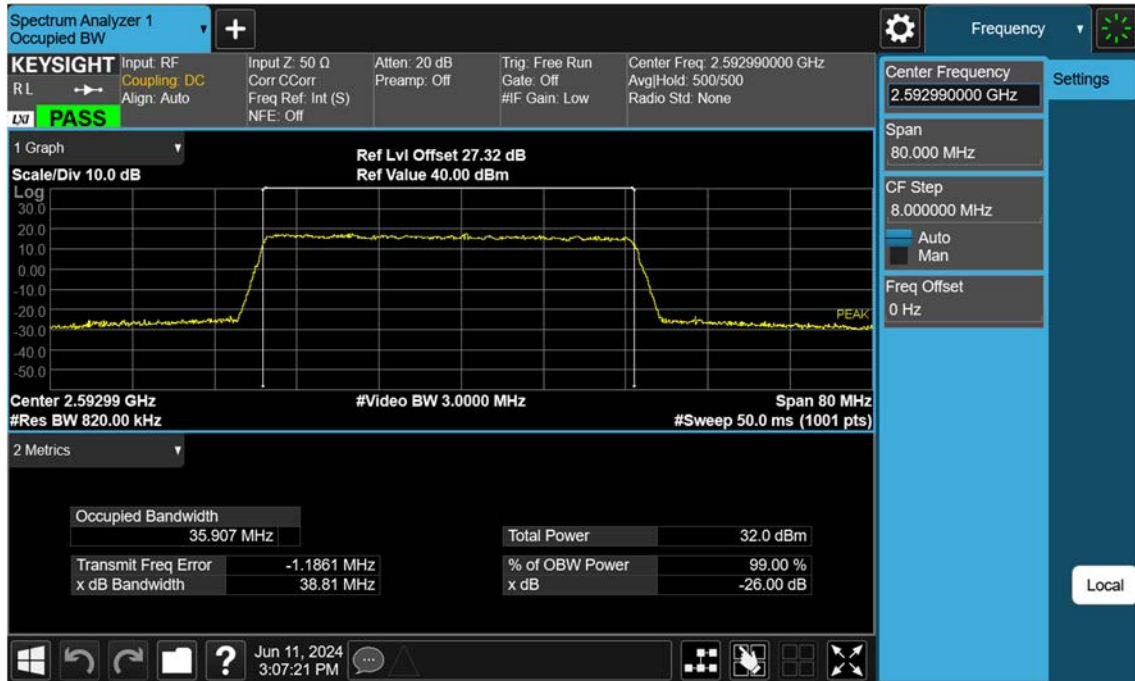 Spectrum Analyzer 1
Occupied BW
+
Frequency
KEYSIGHT
R L
LXI PASS
Input: RF
Coupling: DC
Align: Auto
Input Z: 50 Ω
Corr CCorr
Freq Ref: Int (S)
NFE: Off
Atten: 20 dB
Preamp: Off
Trig: Free Run
Gate: Off
#IF Gain: Low
Center Freq: 2.592990000 GHz
Avg|Hold: 500/500
Radio Std: None
Center Frequency
2.592990000 GHz
Settings
Span
80.000 MHz
CF Step
8.000000 MHz
Auto
Man
Freq Offset
0 Hz
Local
1 Graph
Scale/Div 10.0 dB
Ref Lvl Offset 27.32 dB
Ref Value 40.00 dBm
Log
30.0
20.0
10.0
0.00
-10.0
-20.0
-30.0
-40.0
-50.0
PEAK
Center 2.59299 GHz
#Video BW 3.0000 MHz
Span 80 MHz
#Res BW 820.00 kHz
#Sweep 50.0 ms (1001 pts)
2 Metrics
Occupied Bandwidth
35.907 MHz
Total Power 32.0 dBm
Transmit Freq Error -1.1861 MHz
% of OBW Power 99.00 %
x dB Bandwidth 38.81 MHz
x dB -26.00 dB
?
Jun 11, 2024
3:07:21 PM